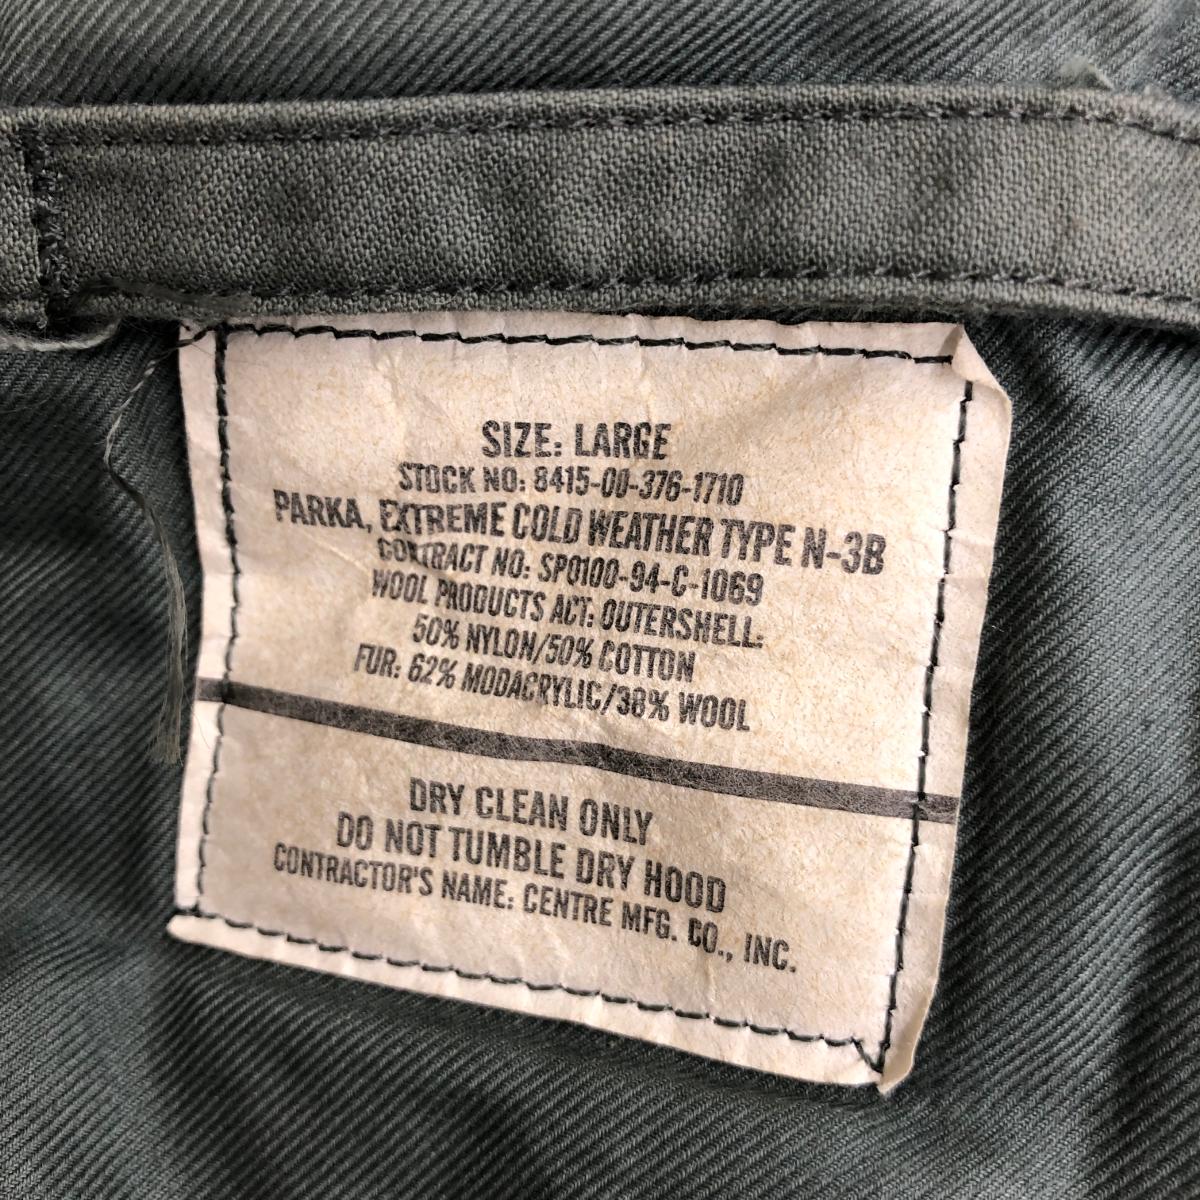 SIZE: LARGE
STOCK NO: 8415-00-376-1710
PARKA, EXTREME COLD WEATHER TYPE N-3B
CONTRACT NO: SP0100-94-C-1069
WOOL PRODUCTS ACT: OUTERSHELL:
50% NYLON/50% COTTON
FUR: 62% MODACRYLIC/38% WOOL
DRY CLEAN ONLY
DO NOT TUMBLE DRY HOOD
CONTRACTOR'S NAME: CENTRE MFG. CO., INC.